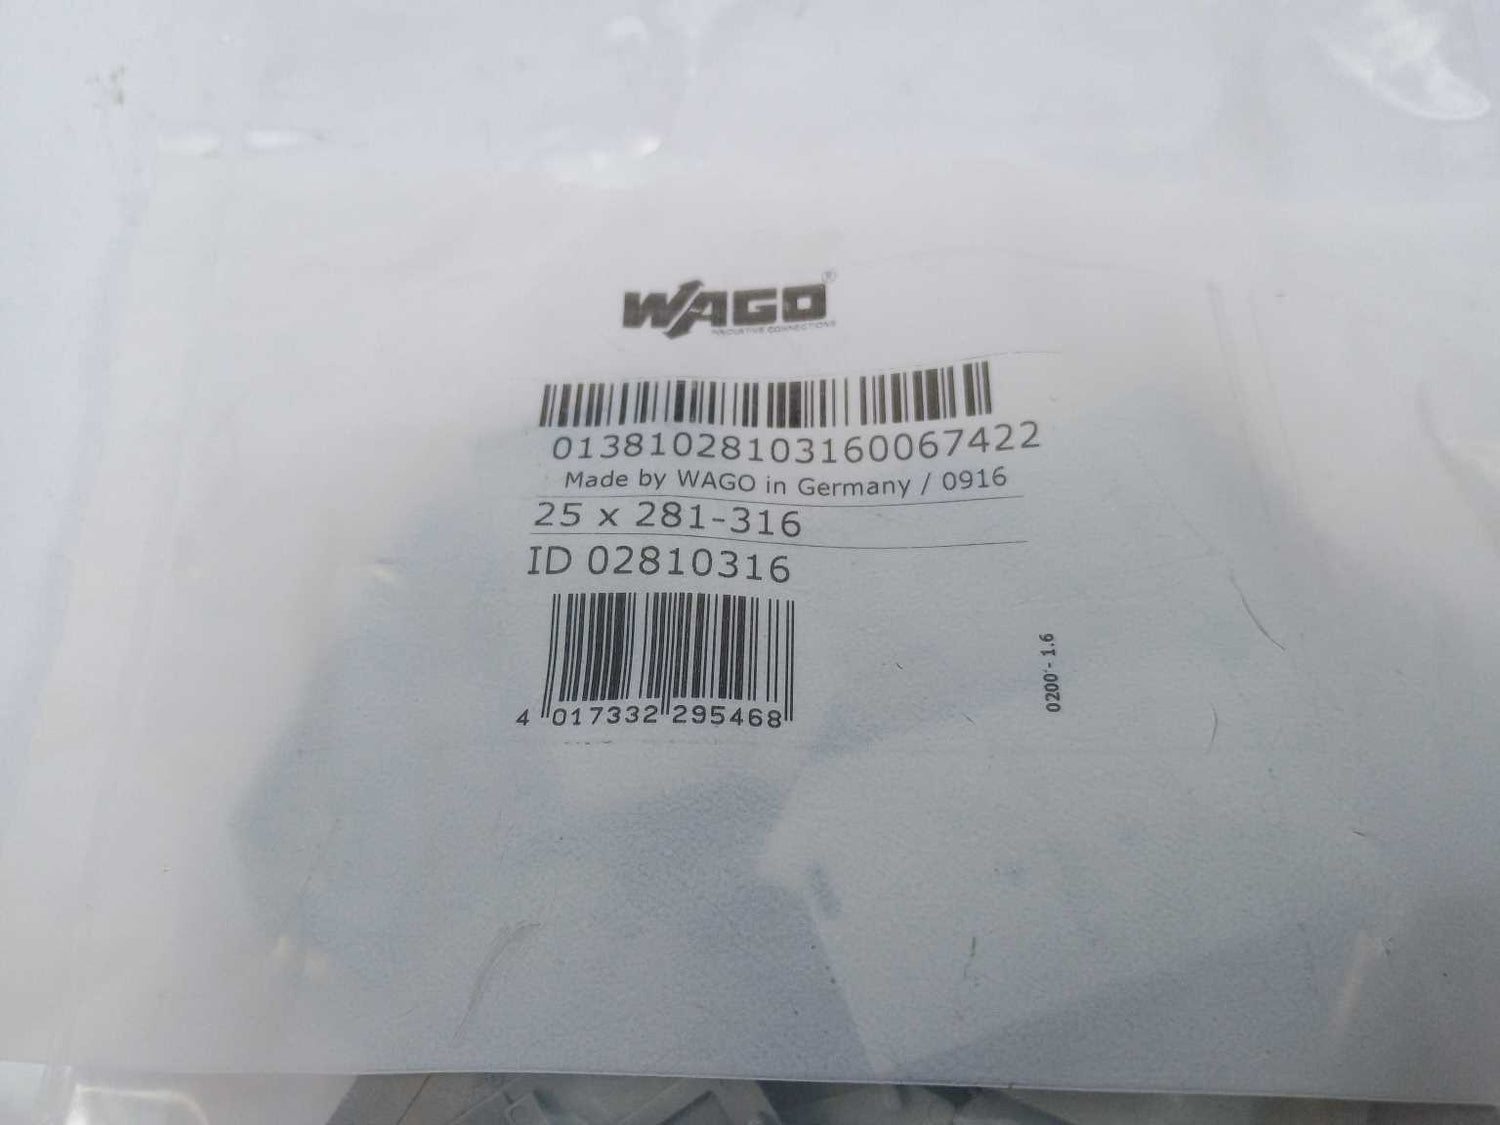 WAGO®
INNOVATIVE CONNECTIONS
01381028103160067422
Made by WAGO in Germany / 0916
25 x 281-316
ID 02810316
4 017332 295468
0200 - 1.6